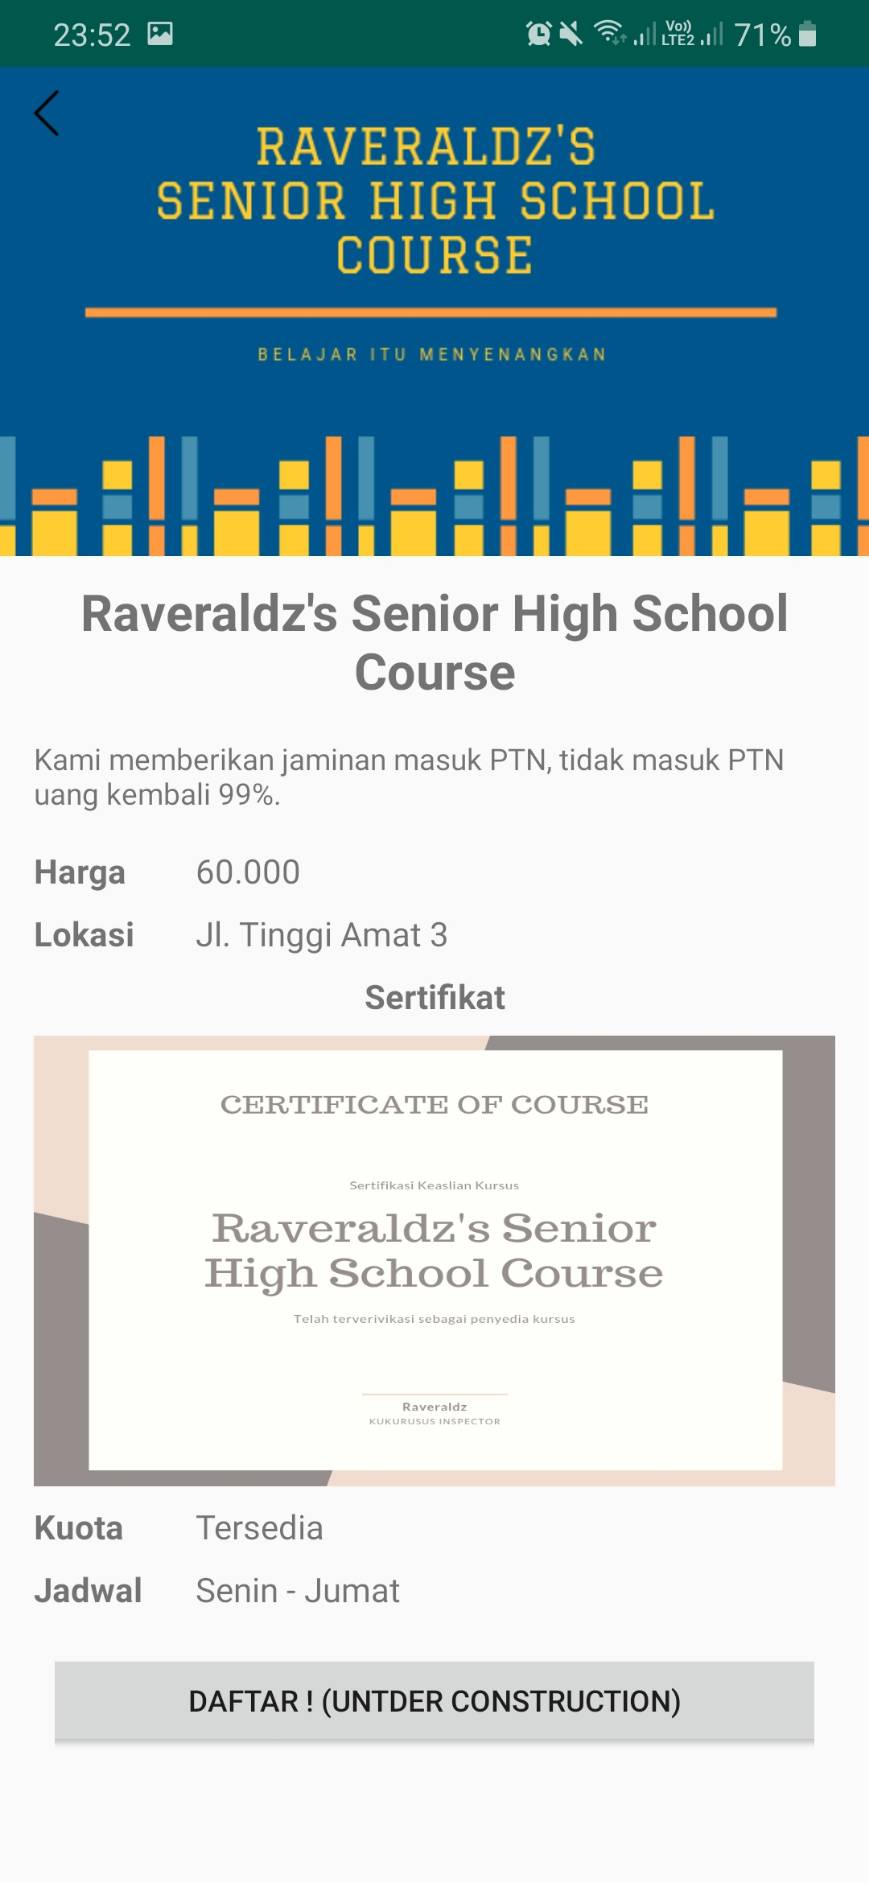 23:52
Vo))
LTE2
71%
RAVERALDZ'S
SENIOR HIGH SCHOOL
COURSE
BELAJAR ITU MENYENANGKAN
Raveraldz's Senior High School
Course
Kami memberikan jaminan masuk PTN, tidak masuk PTN
uang kembali 99%.
Harga 60.000
Lokasi Jl. Tinggi Amat 3
Sertifikat
CERTIFICATE OF COURSE
Sertifikasi Keaslian Kursus
Raveraldz's Senior
High School Course
Telah terverivikasi sebagai penyedia kursus
Raveraldz
KUKURUSUS INSPECTOR
Kuota Tersedia
Jadwal Senin - Jumat
DAFTAR ! (UNTDER CONSTRUCTION)